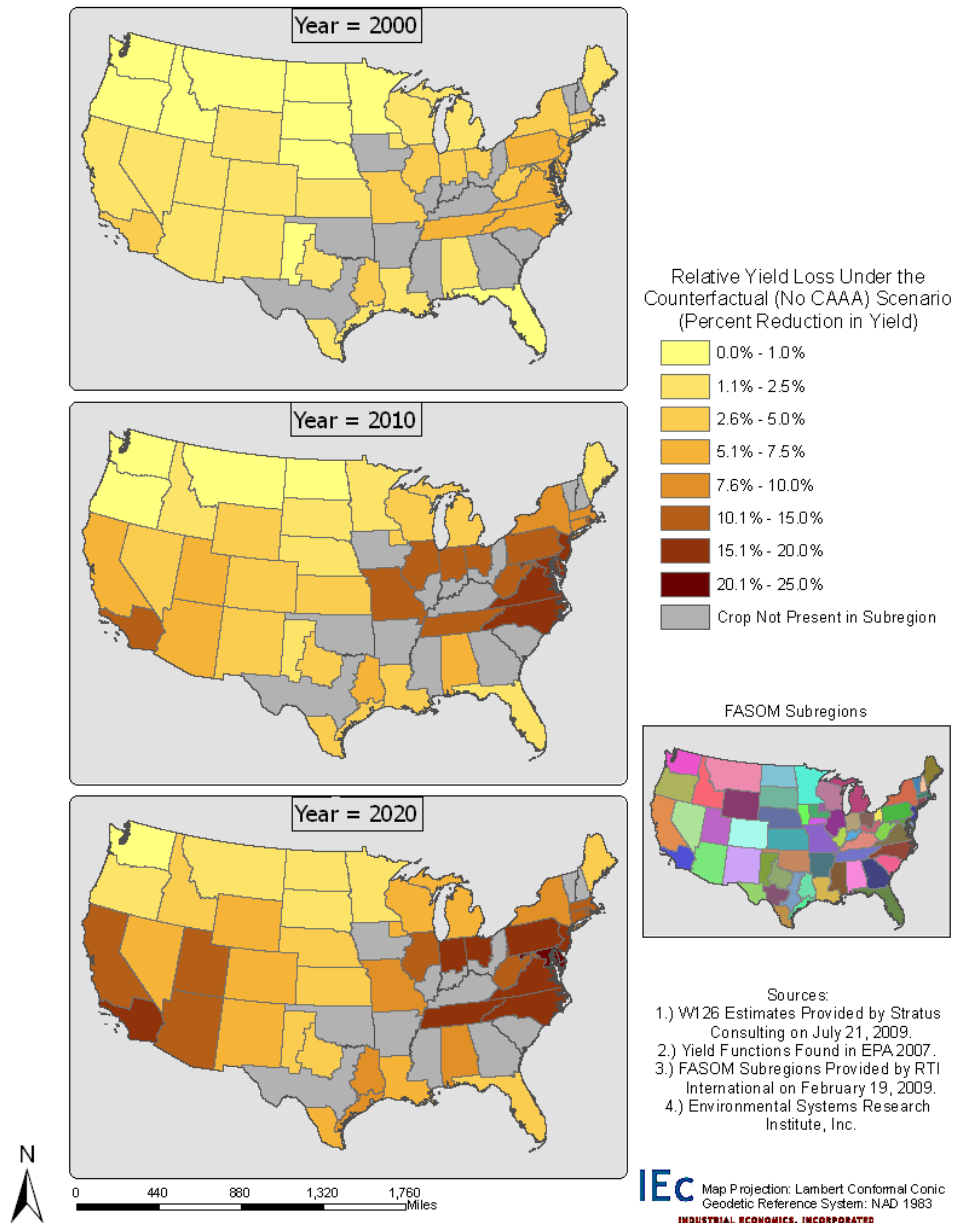 Year = 2000
Year = 2010
Year = 2020
Relative Yield Loss Under the
Counterfactual (No CAAA) Scenario
(Percent Reduction in Yield)
0.0% - 1.0%
1.1% - 2.5%
2.6% - 5.0%
5.1% - 7.5%
7.6% - 10.0%
10.1% - 15.0%
15.1% - 20.0%
20.1% - 25.0%
Crop Not Present in Subregion
FASOM Subregions
Sources:
1.) W126 Estimates Provided by Stratus
Consulting on July 21, 2009.
2.) Yield Functions Found in EPA 2007.
3.) FASOM Subregions Provided by RTI
International on February 19, 2009.
4.) Environmental Systems Research
Institute, Inc.
N
0 440 880 1,320 1,760
Miles
IEc
INDUSTRIAL ECONOMICS, INCORPORATED
Map Projection: Lambert Conformal Conic
Geodetic Reference System: NAD 1983